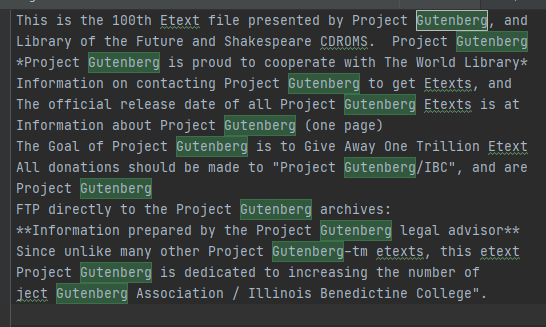 This is the 100th Etext file presented by Project Gutenberg, and
Library of the Future and Shakespeare CDROMS.  Project Gutenberg
*Project Gutenberg is proud to cooperate with The World Library*
Information on contacting Project Gutenberg to get Etexts, and
The official release date of all Project Gutenberg Etexts is at
Information about Project Gutenberg (one page)
The Goal of Project Gutenberg is to Give Away One Trillion Etext
All donations should be made to "Project Gutenberg/IBC", and are
Project Gutenberg
FTP directly to the Project Gutenberg archives:
**Information prepared by the Project Gutenberg legal advisor**
Since unlike many other Project Gutenberg-tm etexts, this etext
Project Gutenberg is dedicated to increasing the number of
ject Gutenberg Association / Illinois Benedictine College".